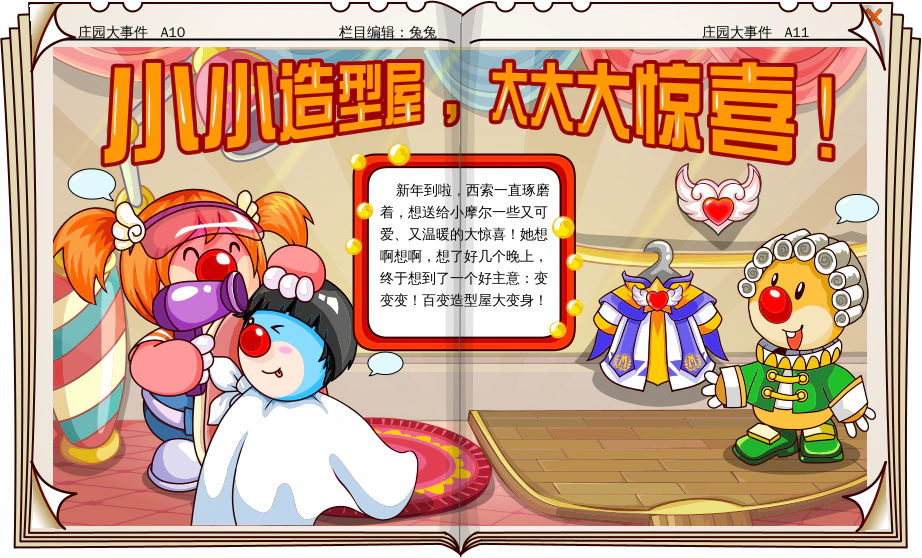 庄园大事件 A10
栏目编辑：兔兔
庄园大事件 A11
小小造型屋，大大大惊喜！
新年到啦，西索一直琢磨
着，想送给小摩尔一些又可
爱、又温暖的大惊喜！她想
啊想啊，想了好几个晚上，
终于想到了一个好主意：变
变变！百变造型屋大变身！